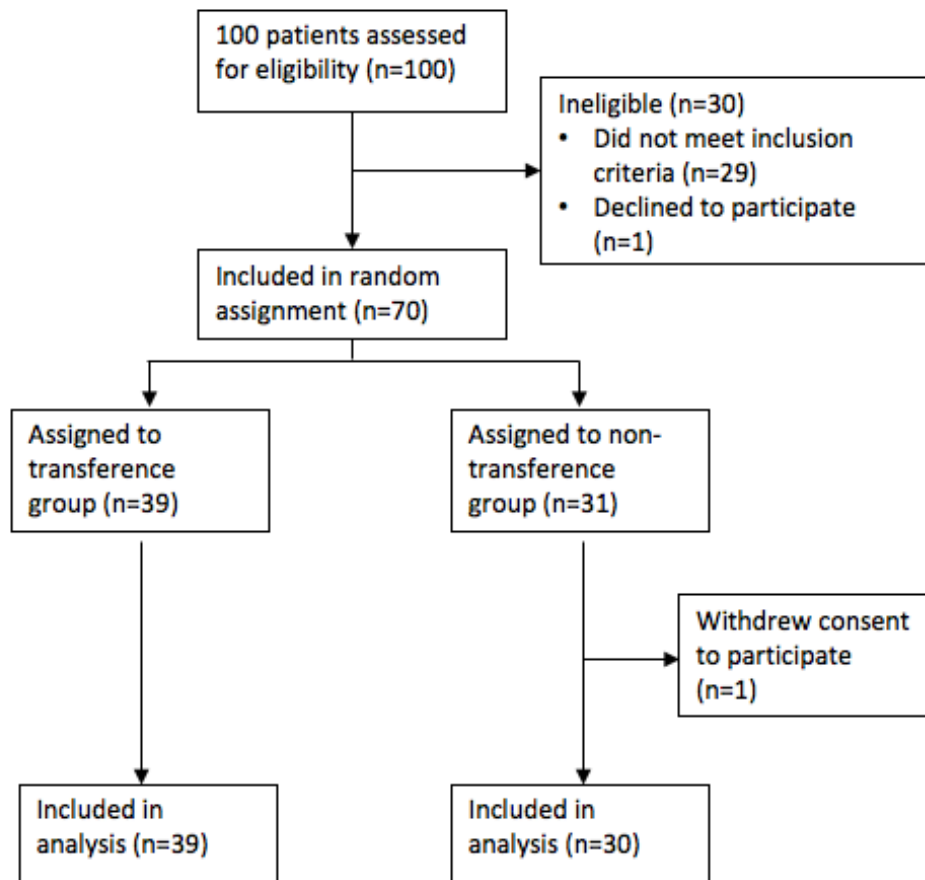 100 patients assessed
for eligibility (n=100)
Ineligible (n=30)
• Did not meet inclusion
criteria (n=29)
• Declined to participate
(n=1)
Included in random
assignment (n=70)
Assigned to
transference
group (n=39)
Assigned to non-
transference
group (n=31)
Withdrew consent
to participate
(n=1)
Included in
analysis (n=39)
Included in
analysis (n=30)